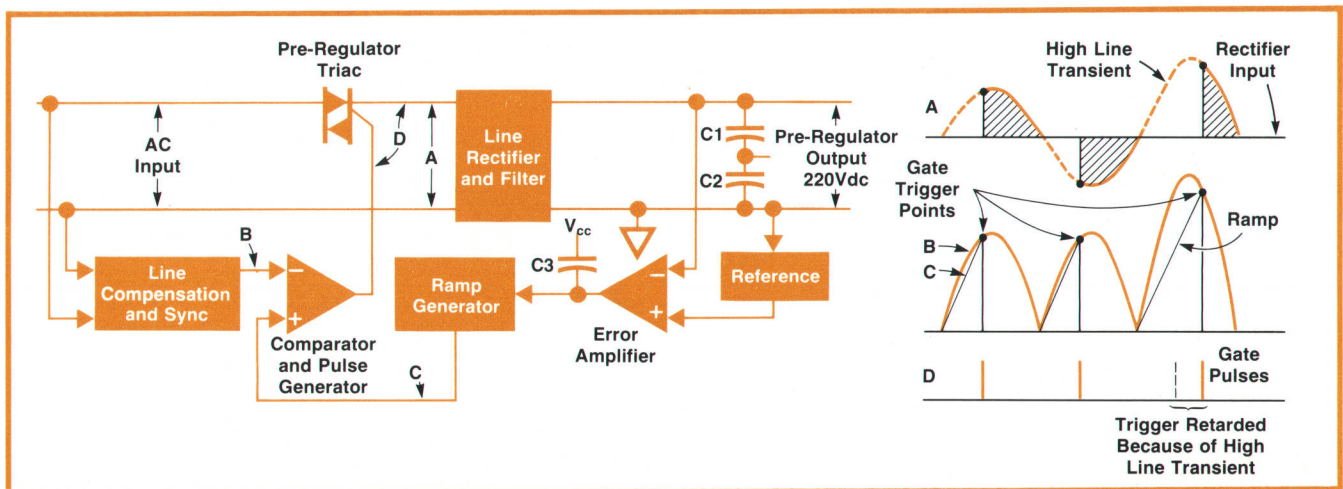 Pre-Regulator
Triac
AC
Input
D
A
Line
Rectifier
and Filter
C1
C2
Pre-Regulator
Output
220Vdc
B
Line
Compensation
and Sync
−
+
Comparator
and Pulse
Generator
C
Ramp
Generator
Vcc
C3
−
+
Error
Amplifier
Reference
High Line
Transient
Rectifier
Input
A
Gate
Trigger
Points
Ramp
B
C
D
Gate
Pulses
Trigger Retarded
Because of High
Line Transient